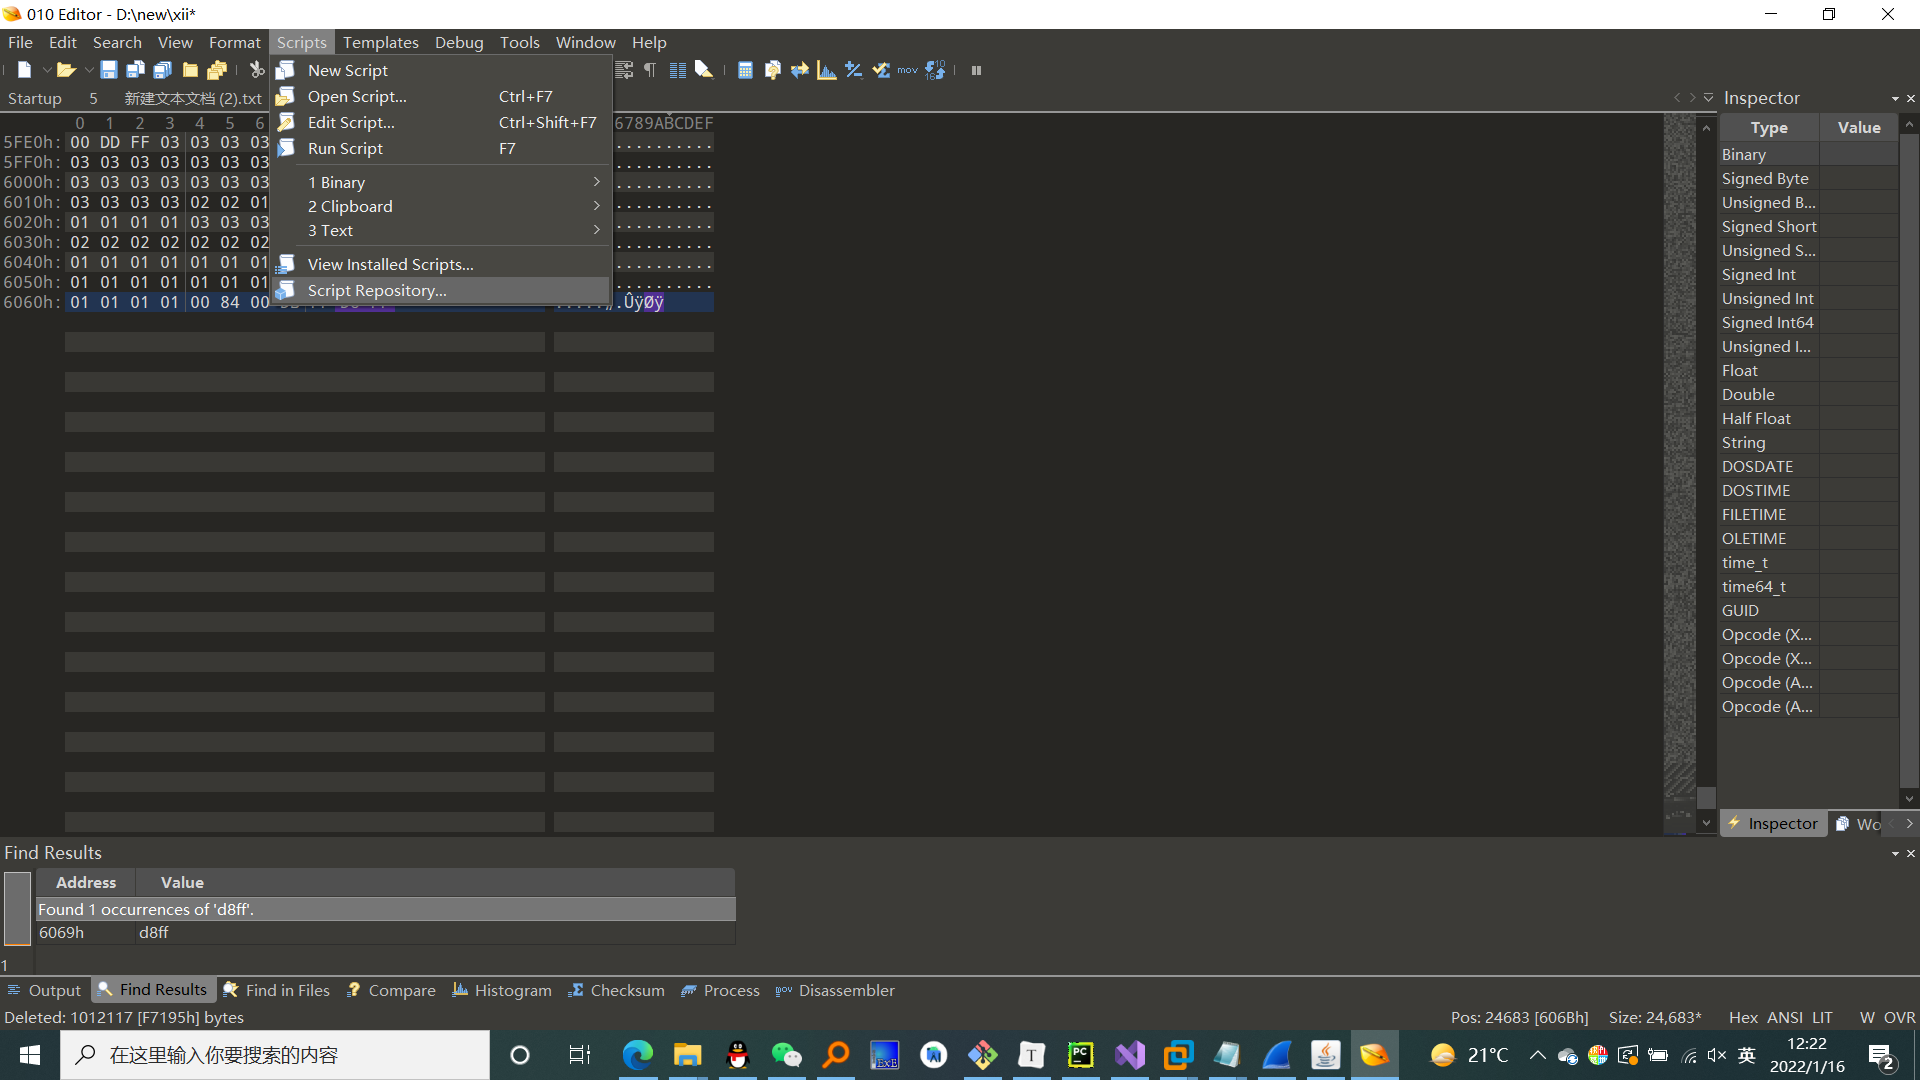 010 Editor - D:\new\xii*
File Edit Search View Format Scripts Templates Debug Tools Window Help
New Script
Open Script... Ctrl+F7
Edit Script... Ctrl+Shift+F7
Run Script F7
1 Binary
2 Clipboard
3 Text
View Installed Scripts...
Script Repository...
Startup 5 新建文本文档 (2).txt
0 1 2 3 4 5 6 6789ABCDEF
5FE0h: 00 DD FF 03 03 03 03 ..........
5FF0h: 03 03 03 03 03 03 03 ..........
6000h: 03 03 03 03 03 03 03 ..........
6010h: 03 03 03 03 02 02 01 ..........
6020h: 01 01 01 01 03 03 03 ..........
6030h: 02 02 02 02 02 02 02 ..........
6040h: 01 01 01 01 01 01 01 ..........
6050h: 01 01 01 01 01 01 01 ..........
6060h: 01 01 01 01 00 84 00 .....„.ÛÿØÿ
Inspector
Type Value
Binary
Signed Byte
Unsigned B...
Signed Short
Unsigned S...
Signed Int
Unsigned Int
Signed Int64
Unsigned I...
Float
Double
Half Float
String
DOSDATE
DOSTIME
FILETIME
OLETIME
time_t
time64_t
GUID
Opcode (X...
Opcode (X...
Opcode (A...
Opcode (A...
Inspector Wo
Find Results
Address Value
Found 1 occurrences of 'd8ff'.
6069h d8ff
1
Output Find Results Find in Files Compare Histogram Checksum Process Disassembler
Deleted: 1012117 [F7195h] bytes
Pos: 24683 [606Bh] Size: 24,683* Hex ANSI LIT W OVR
在这里输入你要搜索的内容
21°C 英
12:22
2022/1/16
2